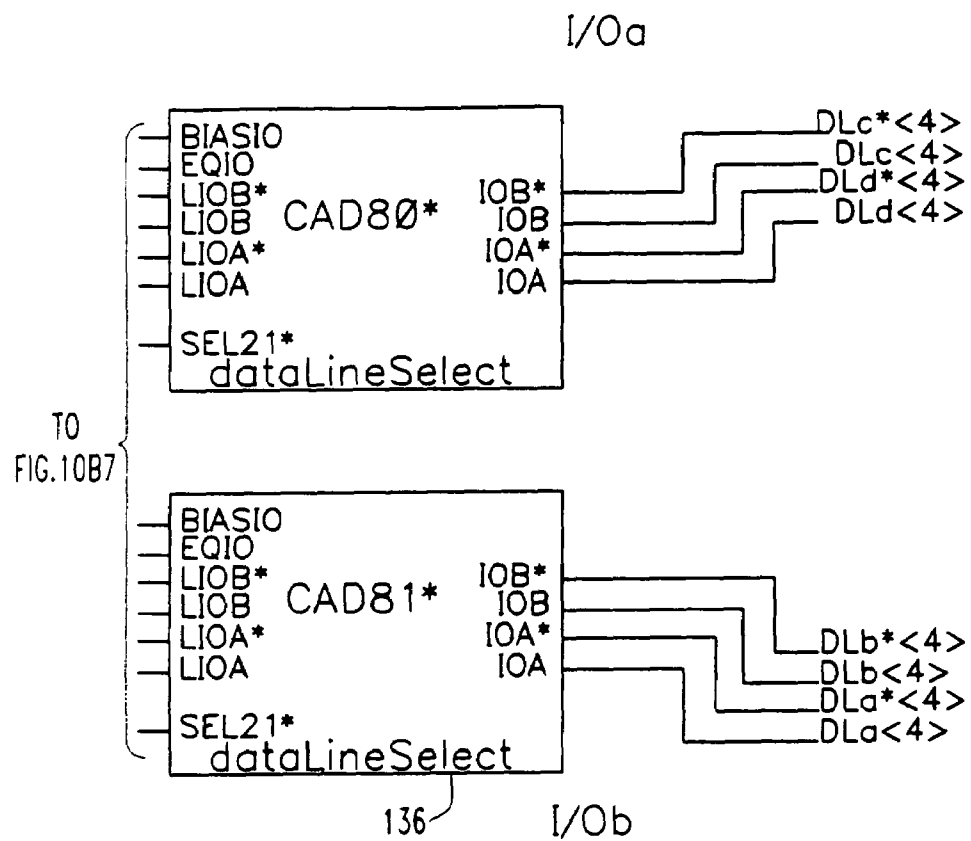 I/Oa
BIASIO
EQIO
LIOB*
LIOB
LIOA*
LIOA
SEL21*
CAD80*
dataLineSelect
IOB*
IOB
IOA*
IOA
DLc*<4>
DLc<4>
DLd*<4>
DLd<4>
TO
FIG.10B7
BIASIO
EQIO
LIOB*
LIOB
LIOA*
LIOA
SEL21*
CAD81*
dataLineSelect
IOB*
IOB
IOA*
IOA
DLb*<4>
DLb<4>
DLa*<4>
DLa<4>
136
I/Ob